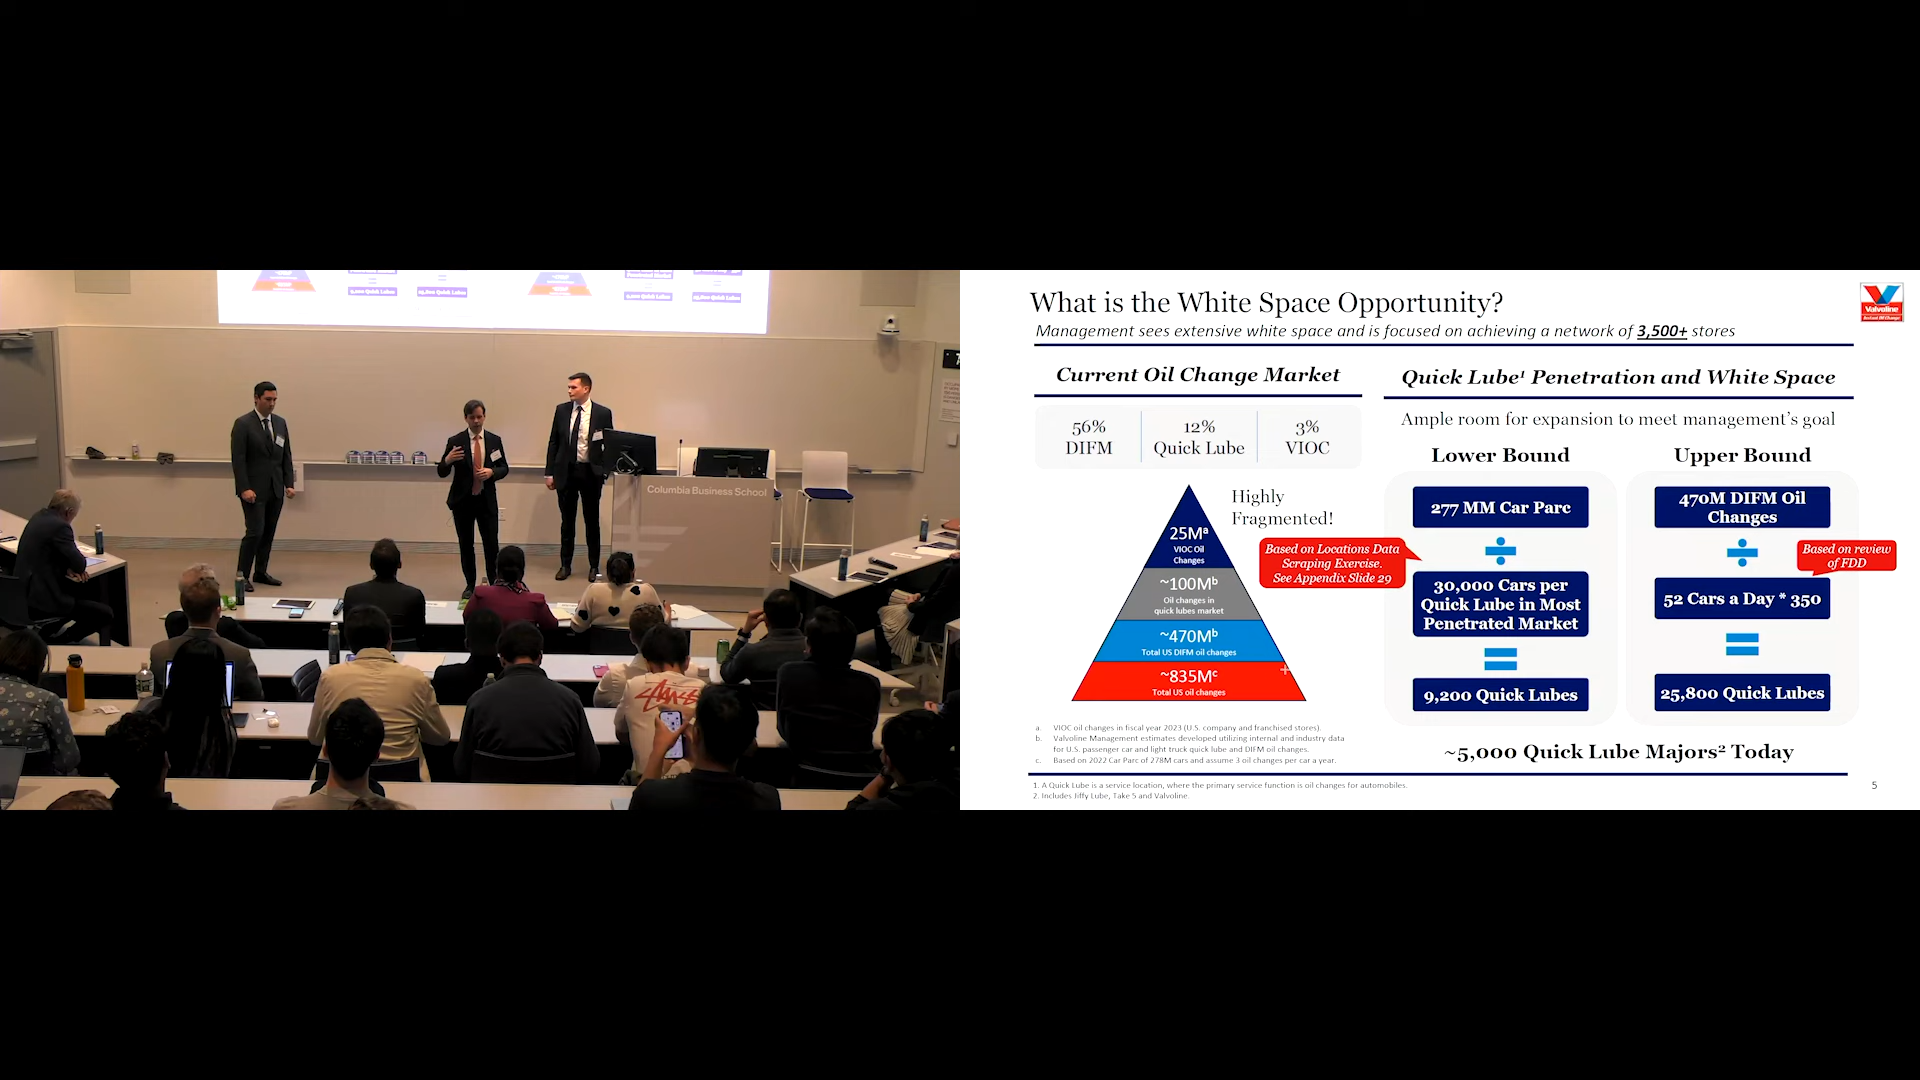 Columbia Business School
What is the White Space Opportunity?
Management sees extensive white space and is focused on achieving a network of 3,500+ stores
Valvoline
Instant Oil Change
Current Oil Change Market
56%
DIFM
12%
Quick Lube
3%
VIOC
Highly
Fragmented!
25Mᵃ
VIOC Oil
Changes
~100Mᵇ
Oil changes in
quick lubes market
~470Mᵇ
Total US DIFM oil changes
~835Mᶜ
Total US oil changes
a. VIOC oil changes in fiscal year 2023 (U.S. company and franchised stores).
b. Valvoline Management estimates developed utilizing internal and industry data
for U.S. passenger car and light truck quick lube and DIFM oil changes.
c. Based on 2022 Car Parc of 278M cars and assume 3 oil changes per car a year.
Quick Lube¹ Penetration and White Space
Ample room for expansion to meet management's goal
Lower Bound
277 MM Car Parc
÷
Based on Locations Data
Scraping Exercise.
See Appendix Slide 29
30,000 Cars per
Quick Lube in Most
Penetrated Market
=
9,200 Quick Lubes
Upper Bound
470M DIFM Oil
Changes
÷
Based on review
of FDD
52 Cars a Day * 350
=
25,800 Quick Lubes
~5,000 Quick Lube Majors² Today
1. A Quick Lube is a service location, where the primary service function is oil changes for automobiles.
2. Includes Jiffy Lube, Take 5 and Valvoline.
5